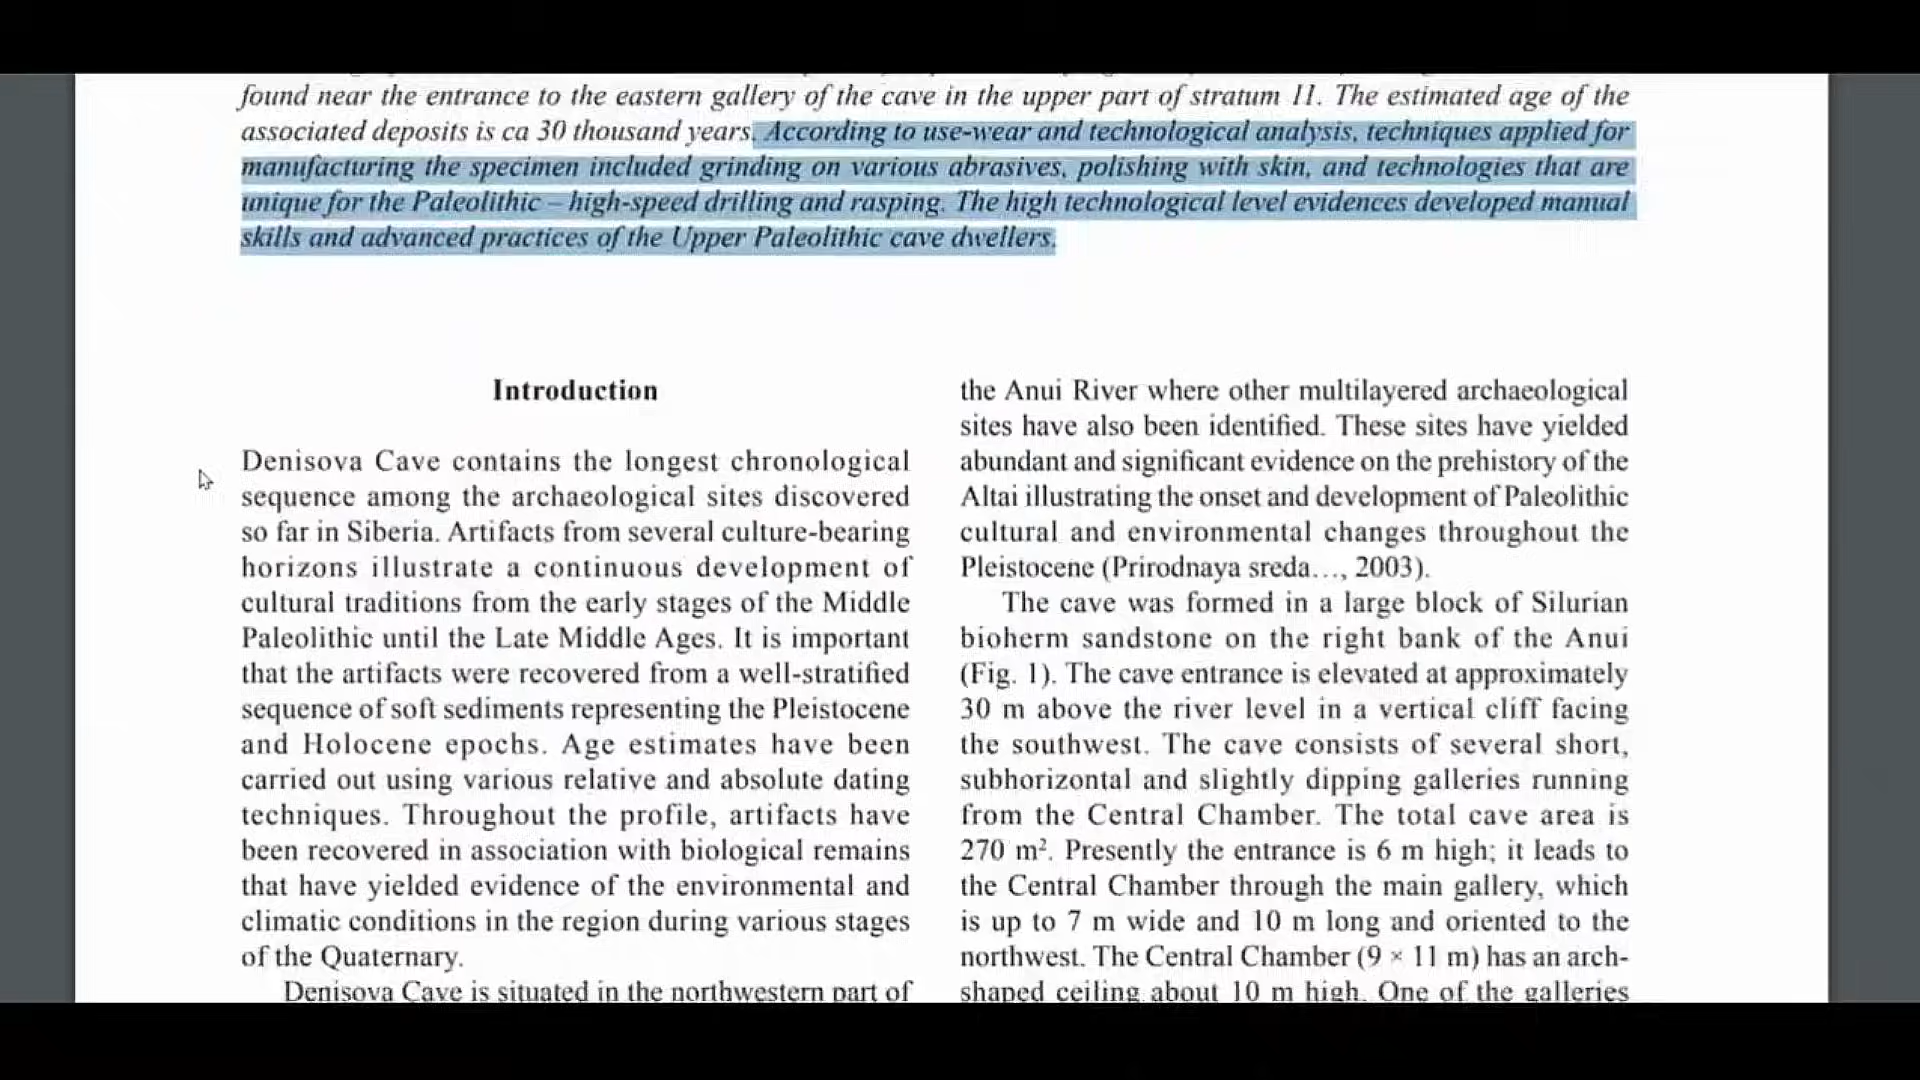 found near the entrance to the eastern gallery of the cave in the upper part of stratum 11. The estimated age of the
associated deposits is ca 30 thousand years. According to use-wear and technological analysis, techniques applied for
manufacturing the specimen included grinding on various abrasives, polishing with skin, and technologies that are
unique for the Paleolithic – high-speed drilling and rasping. The high technological level evidences developed manual
skills and advanced practices of the Upper Paleolithic cave dwellers.
Introduction
Denisova Cave contains the longest chronological
sequence among the archaeological sites discovered
so far in Siberia. Artifacts from several culture-bearing
horizons illustrate a continuous development of
cultural traditions from the early stages of the Middle
Paleolithic until the Late Middle Ages. It is important
that the artifacts were recovered from a well-stratified
sequence of soft sediments representing the Pleistocene
and Holocene epochs. Age estimates have been
carried out using various relative and absolute dating
techniques. Throughout the profile, artifacts have
been recovered in association with biological remains
that have yielded evidence of the environmental and
climatic conditions in the region during various stages
of the Quaternary.
Denisova Cave is situated in the northwestern part of
the Anui River where other multilayered archaeological
sites have also been identified. These sites have yielded
abundant and significant evidence on the prehistory of the
Altai illustrating the onset and development of Paleolithic
cultural and environmental changes throughout the
Pleistocene (Prirodnaya sreda…, 2003).
The cave was formed in a large block of Silurian
bioherm sandstone on the right bank of the Anui
(Fig. 1). The cave entrance is elevated at approximately
30 m above the river level in a vertical cliff facing
the southwest. The cave consists of several short,
subhorizontal and slightly dipping galleries running
from the Central Chamber. The total cave area is
270 m². Presently the entrance is 6 m high; it leads to
the Central Chamber through the main gallery, which
is up to 7 m wide and 10 m long and oriented to the
northwest. The Central Chamber (9 × 11 m) has an arch-
shaped ceiling about 10 m high. One of the galleries